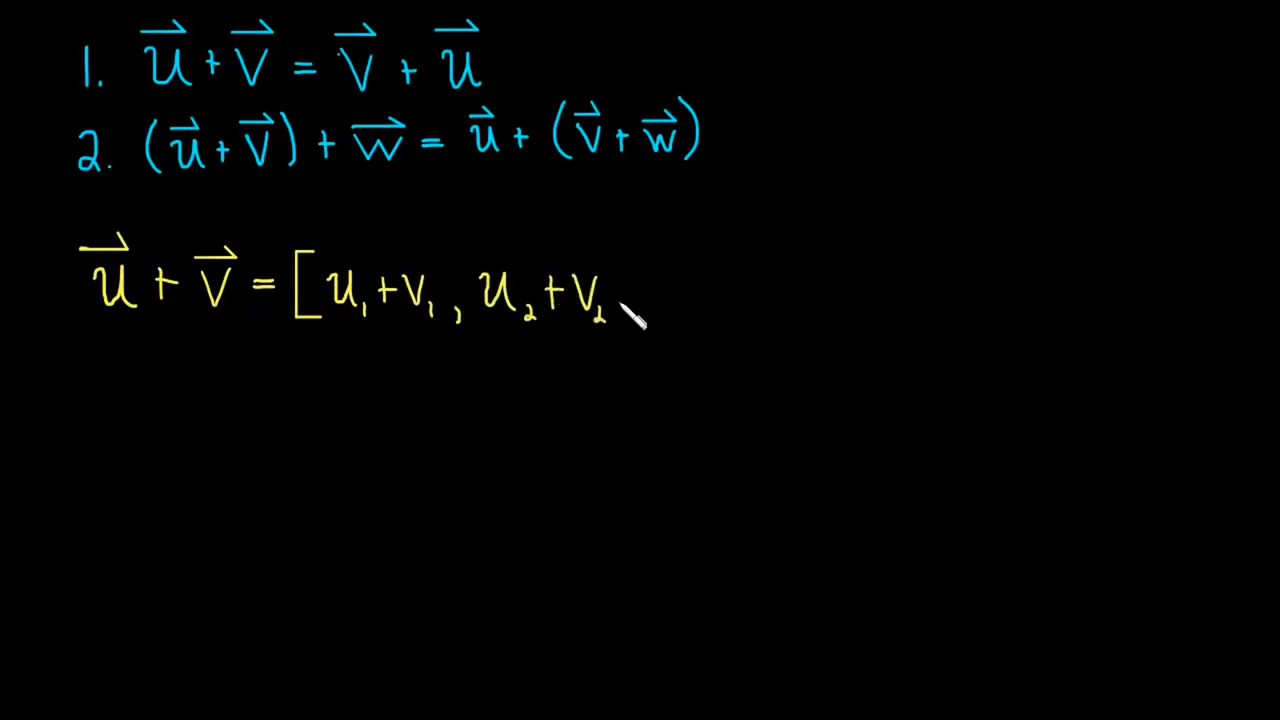 1. u⃗ + v⃗ = v⃗ + u⃗
2. (u⃗ + v⃗) + w⃗ = u⃗ + (v⃗ + w⃗)
u⃗ + v⃗ = [u₁ + v₁, u₂ + v₂